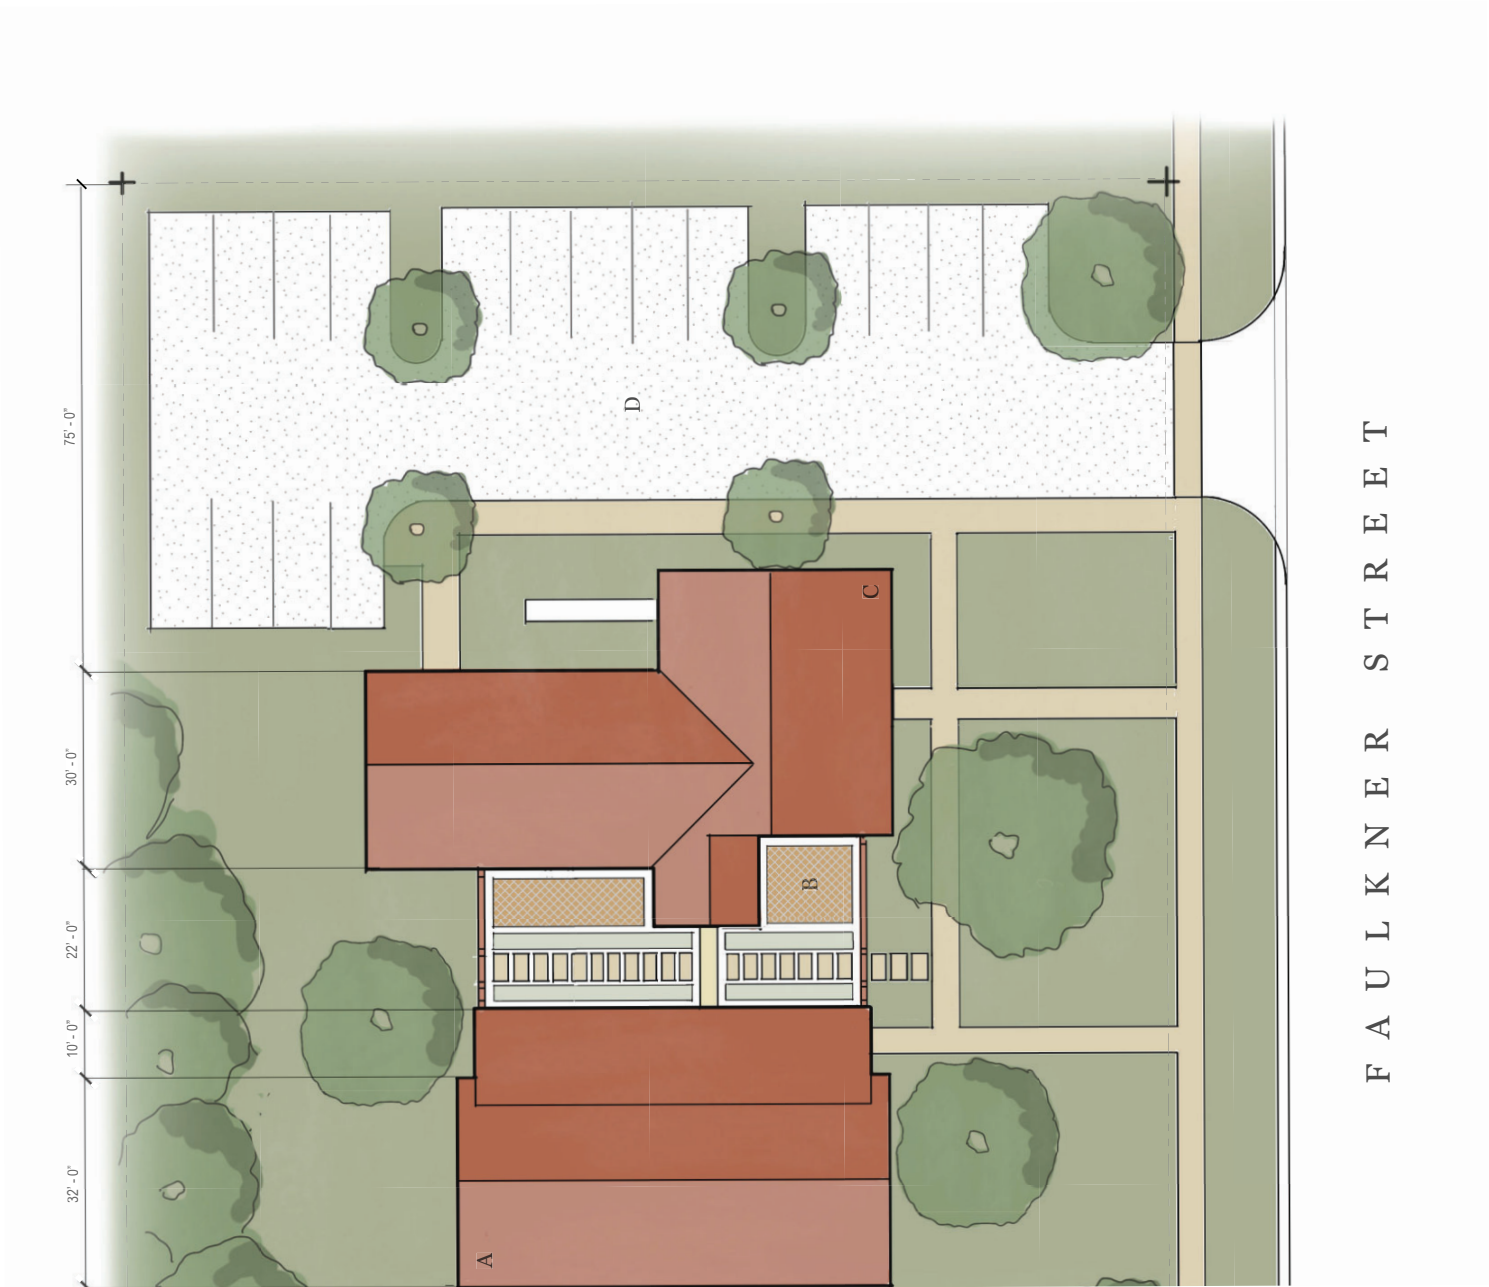 75' - 0"
30' - 0"
22' - 0"
10' - 0"
32' - 0"
D
C
B
A
FAULKNER STREET